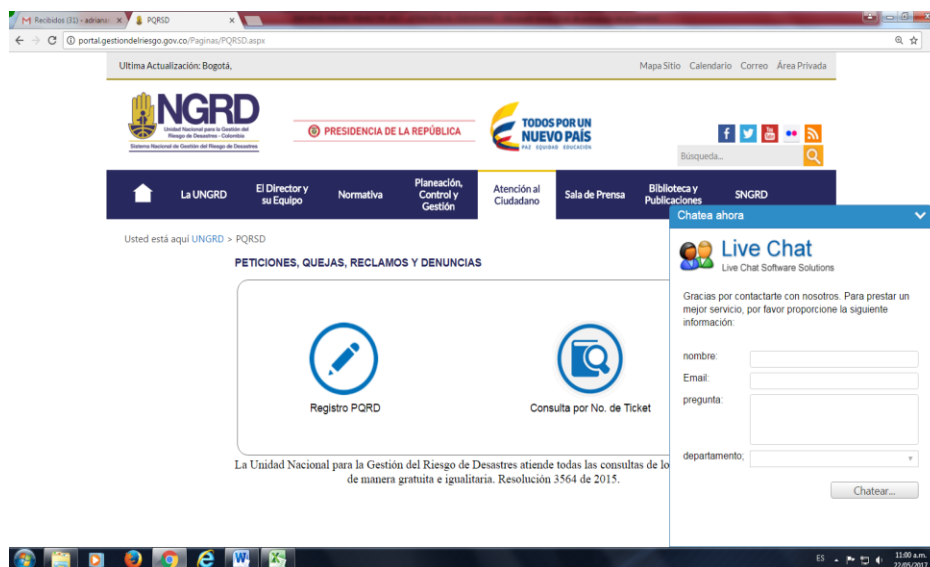 Recibidos (32) - adriana
PQRSD
portal.gestiondelriesgo.gov.co/Paginas/PQRSD.aspx
Ultima Actualización: Bogotá,
Mapa Sitio Calendario Correo Área Privada
NGRD
Unidad Nacional para la Gestión del
Riesgo de Desastres - Colombia
Sistema Nacional de Gestión del Riesgo de Desastres
PRESIDENCIA DE LA REPÚBLICA
TODOS POR UN
NUEVO PAÍS
PAZ EQUIDAD EDUCACIÓN
Búsqueda...
La UNGRD
El Director y
su Equipo
Normativa
Planeación,
Control y
Gestión
Atención al
Ciudadano
Sala de Prensa
Biblioteca y
Publicaciones
SNGRD
Usted está aquí UNGRD > PQRSD
PETICIONES, QUEJAS, RECLAMOS Y DENUNCIAS
Registro PQRD
Consulta por No. de Ticket
La Unidad Nacional para la Gestión del Riesgo de Desastres atiende todas las consultas de lo
de manera gratuita e igualitaria. Resolución 3564 de 2015.
Chatea ahora
Live Chat
Live Chat Software Solutions
Gracias por contactarte con nosotros. Para prestar un
mejor servicio, por favor proporcione la siguiente
información:
nombre:
Email:
pregunta:
departamento;
Chatear...
ES
11:00 a.m.
22/05/2017